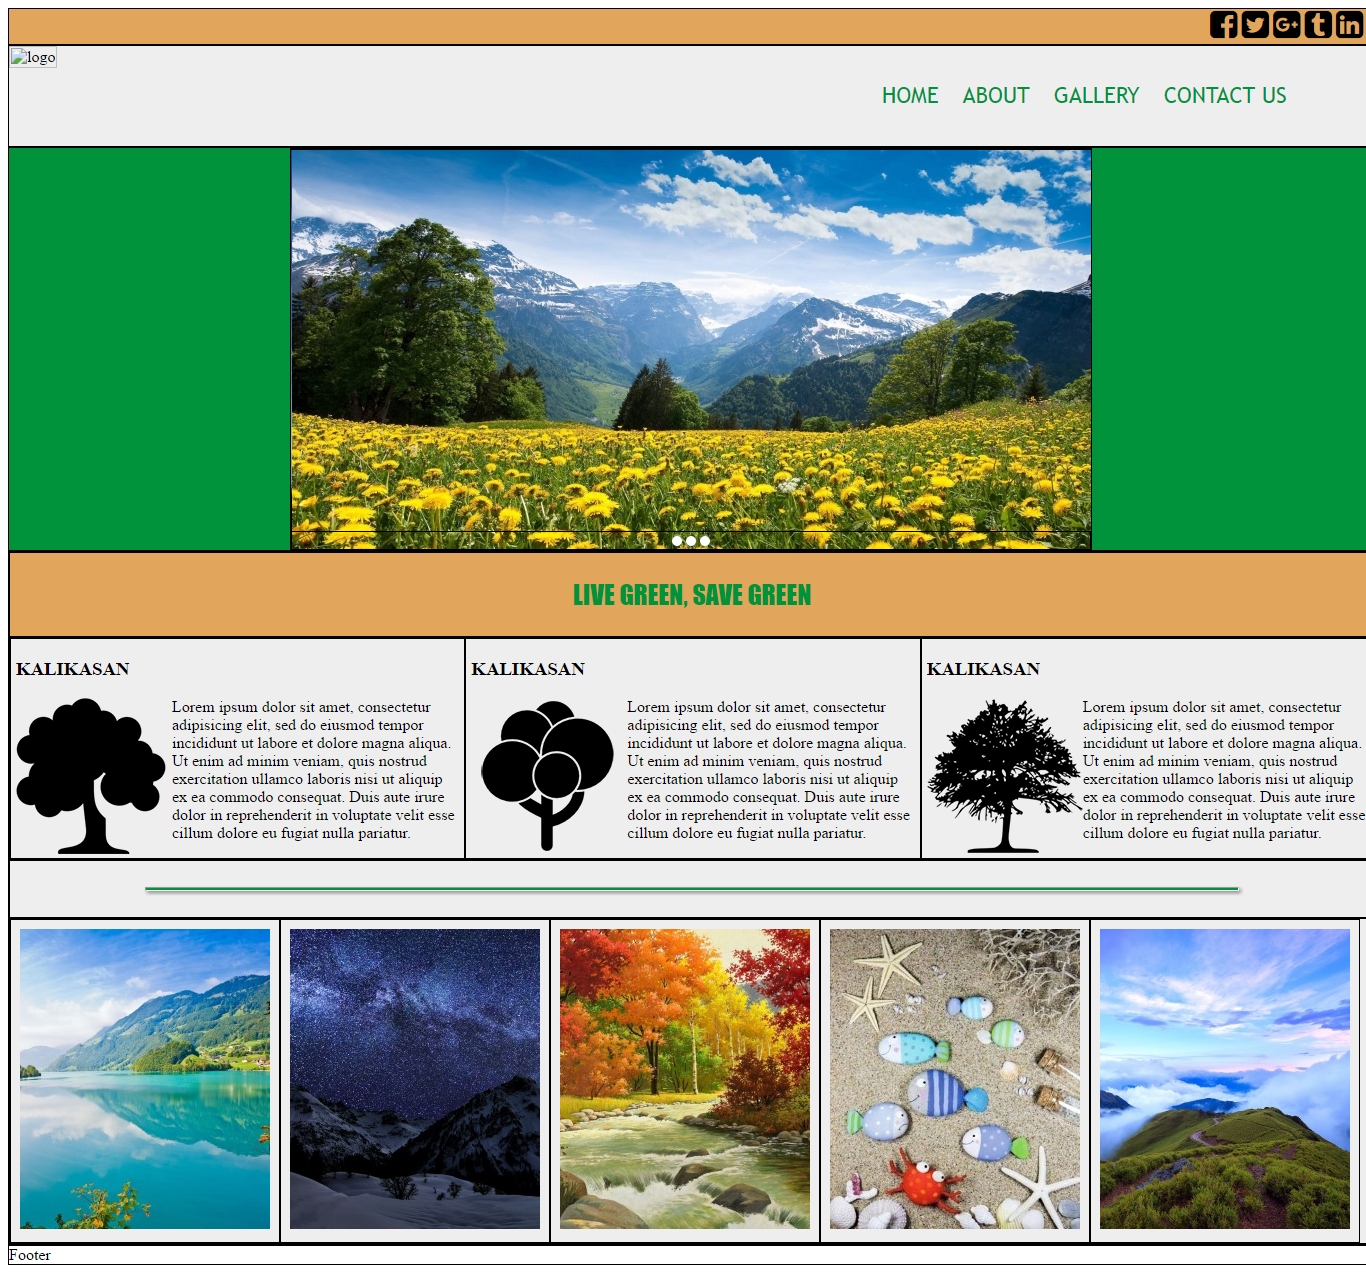 logo
HOME ABOUT GALLERY CONTACT US
LIVE GREEN, SAVE GREEN
KALIKASAN
Lorem ipsum dolor sit amet, consectetur
adipisicing elit, sed do eiusmod tempor
incididunt ut labore et dolore magna aliqua.
Ut enim ad minim veniam, quis nostrud
exercitation ullamco laboris nisi ut aliquip
ex ea commodo consequat. Duis aute irure
dolor in reprehenderit in voluptate velit esse
cillum dolore eu fugiat nulla pariatur.
KALIKASAN
Lorem ipsum dolor sit amet, consectetur
adipisicing elit, sed do eiusmod tempor
incididunt ut labore et dolore magna aliqua.
Ut enim ad minim veniam, quis nostrud
exercitation ullamco laboris nisi ut aliquip
ex ea commodo consequat. Duis aute irure
dolor in reprehenderit in voluptate velit esse
cillum dolore eu fugiat nulla pariatur.
KALIKASAN
Lorem ipsum dolor sit amet, consectetur
adipisicing elit, sed do eiusmod tempor
incididunt ut labore et dolore magna aliqua.
Ut enim ad minim veniam, quis nostrud
exercitation ullamco laboris nisi ut aliquip
ex ea commodo consequat. Duis aute irure
dolor in reprehenderit in voluptate velit esse
cillum dolore eu fugiat nulla pariatur.
Footer